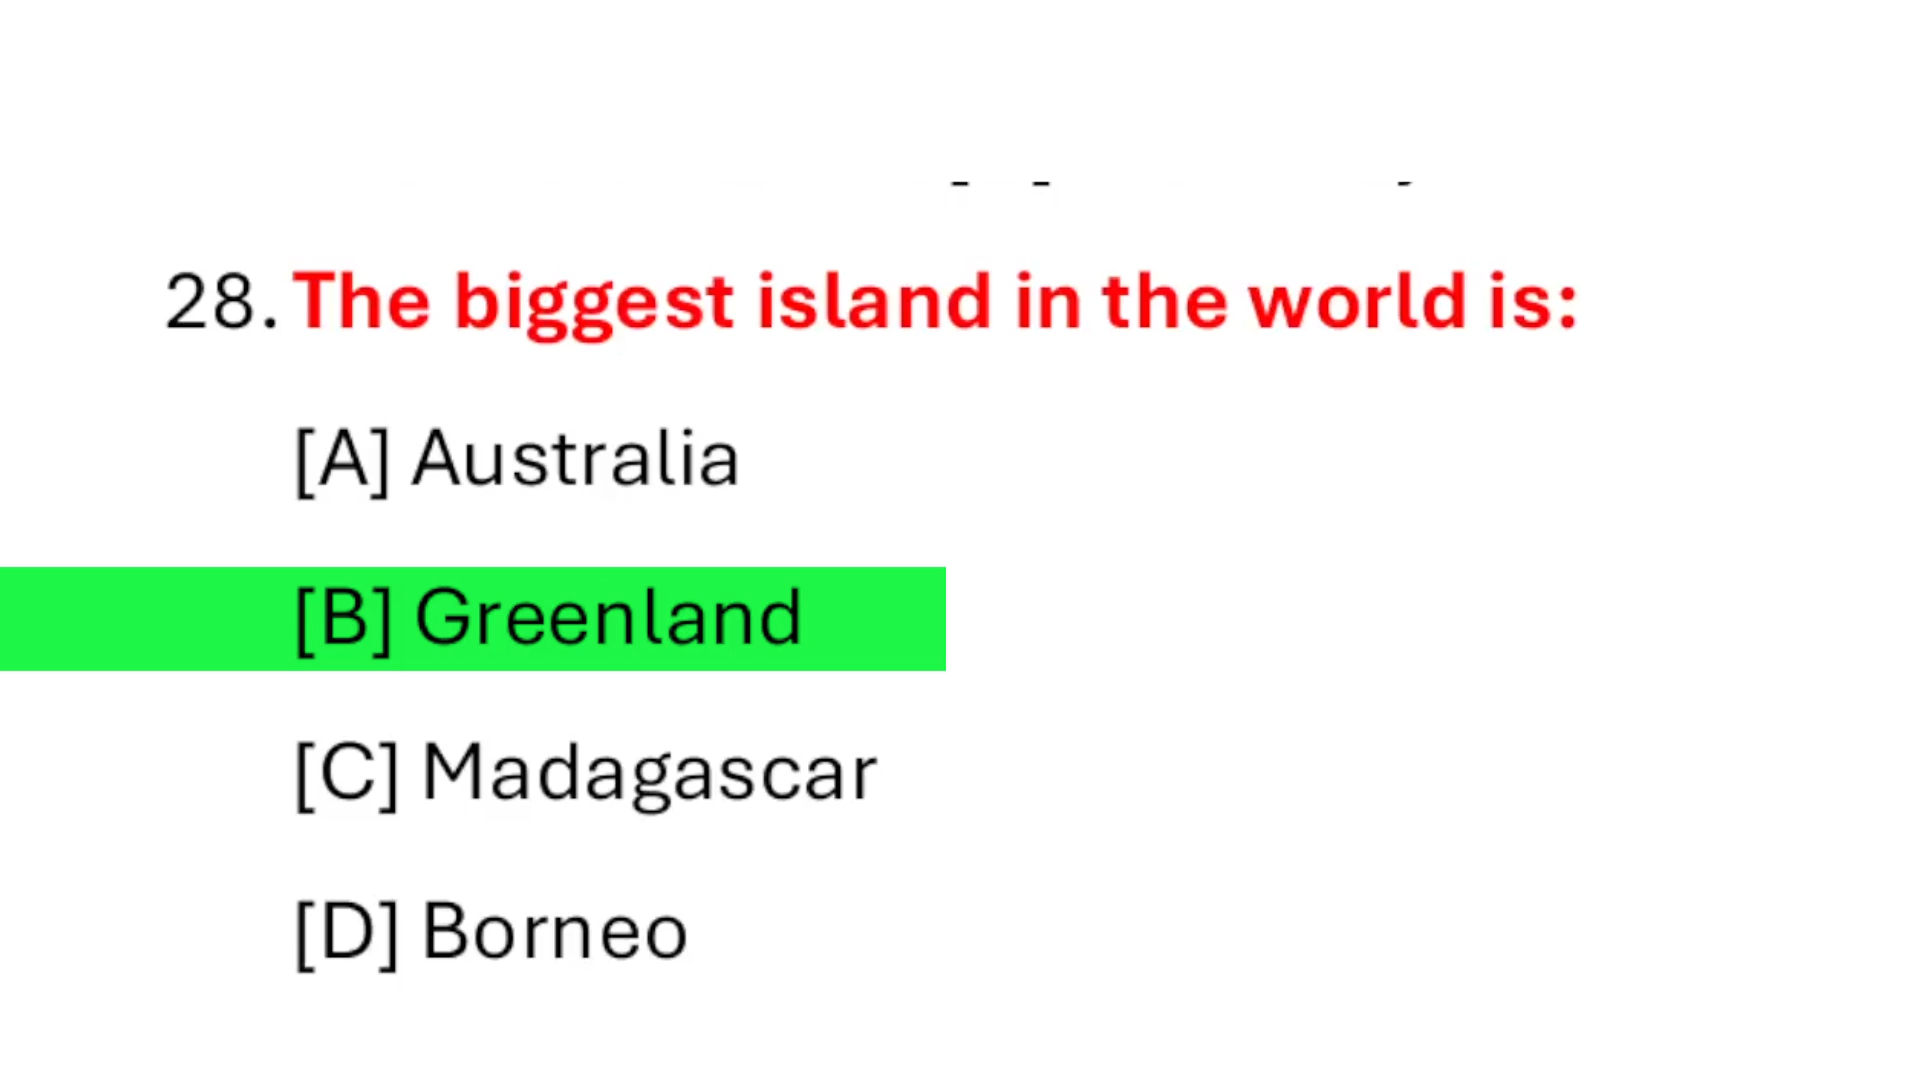 28. The biggest island in the world is:
[A] Australia
[B] Greenland
[C] Madagascar
[D] Borneo